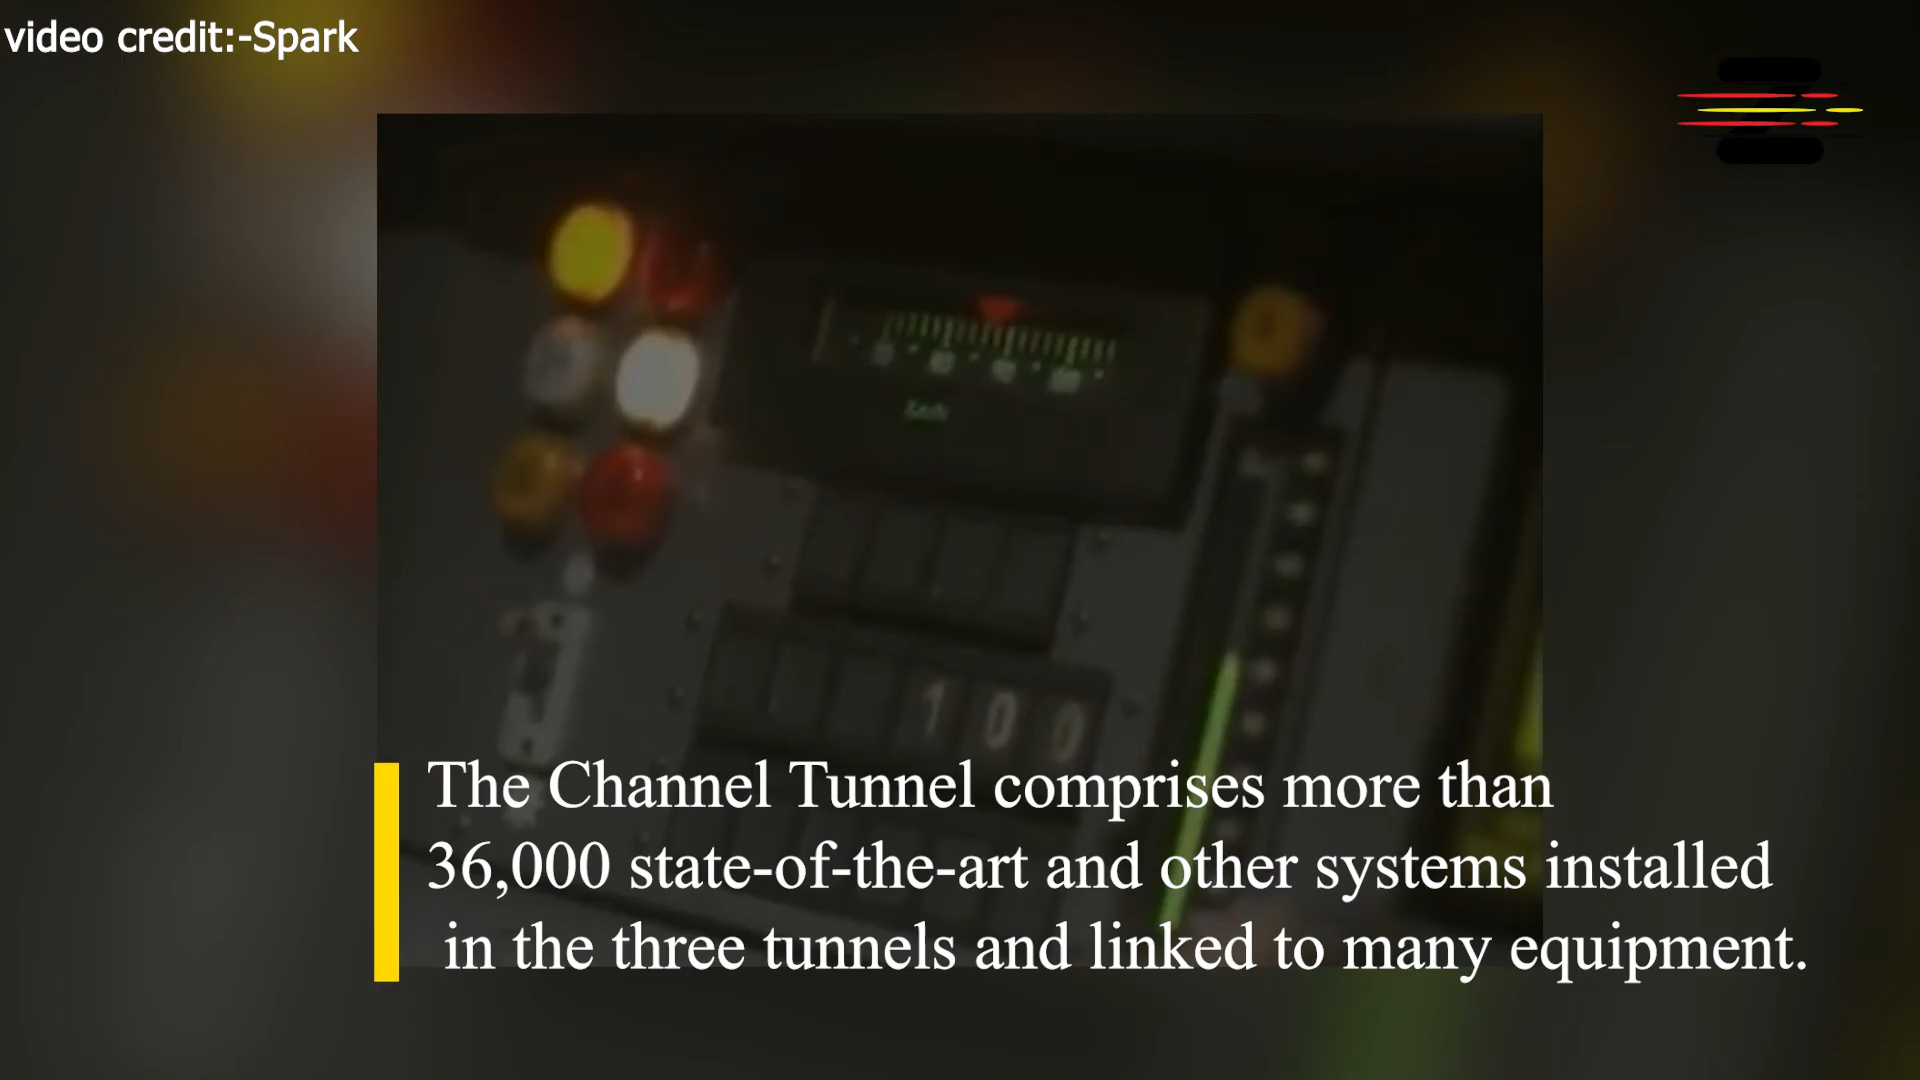 video credit:-Spark
100
The Channel Tunnel comprises more than
36,000 state-of-the-art and other systems installed
in the three tunnels and linked to many equipment.